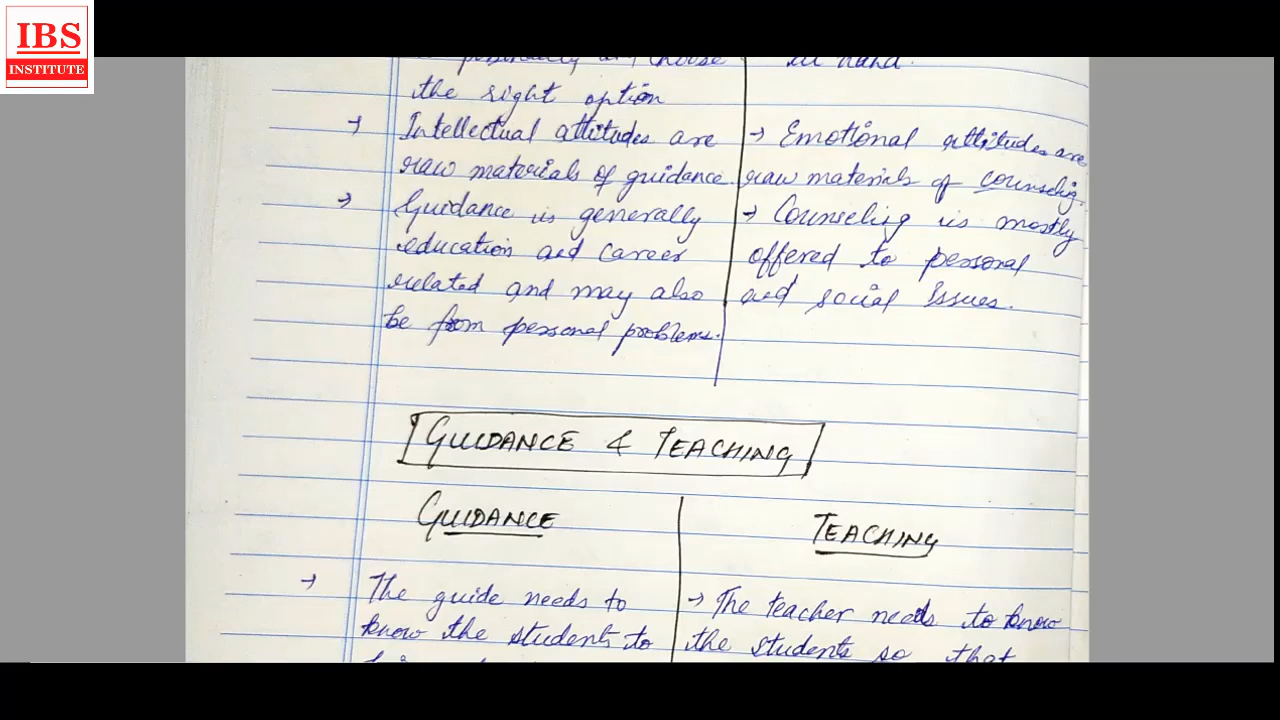 IBS
INSTITUTE
choose
in hand.
the right option
→ Intellectual attitudes are
raw materials of guidance.
→ Guidance is generally
education and career
related and may also
be from personal problems.
→ Emotional attitudes are
raw materials of counseling.
→ Counseling is mostly
offered to personal
and social Issues.
GUIDANCE & TEACHING
GUIDANCE
→ The guide needs to
know the students to
TEACHING
→ The teacher needs to know
the students so that